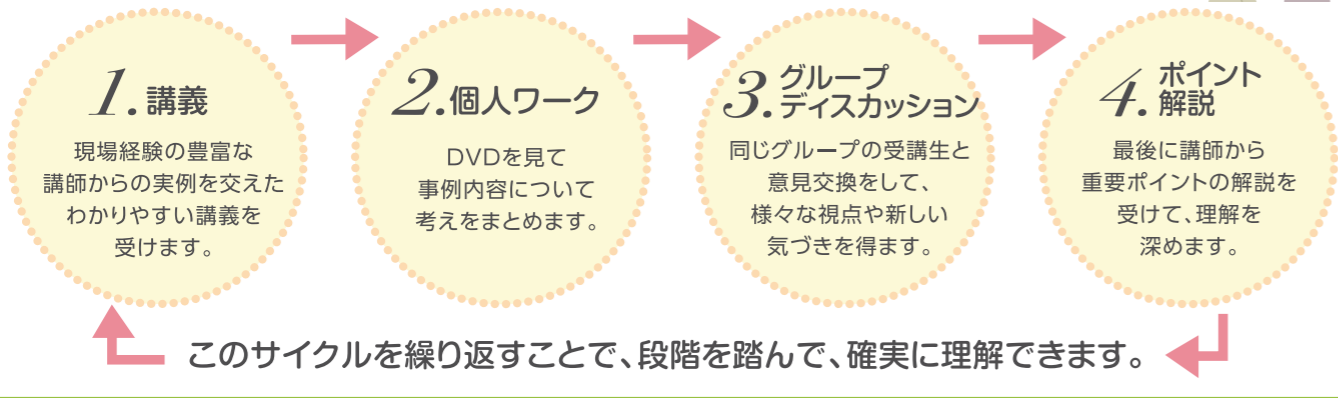 1. 講義
現場経験の豊富な
講師からの実例を交えた
わかりやすい講義を
受けます。
2. 個人ワーク
DVDを見て
事例内容について
考えをまとめます。
3. グループ
ディスカッション
同じグループの受講生と
意見交換をして、
様々な視点や新しい
気づきを得ます。
4. ポイント
解説
最後に講師から
重要ポイントの解説を
受けて、理解を
深めます。
このサイクルを繰り返すことで、段階を踏んで、確実に理解できます。